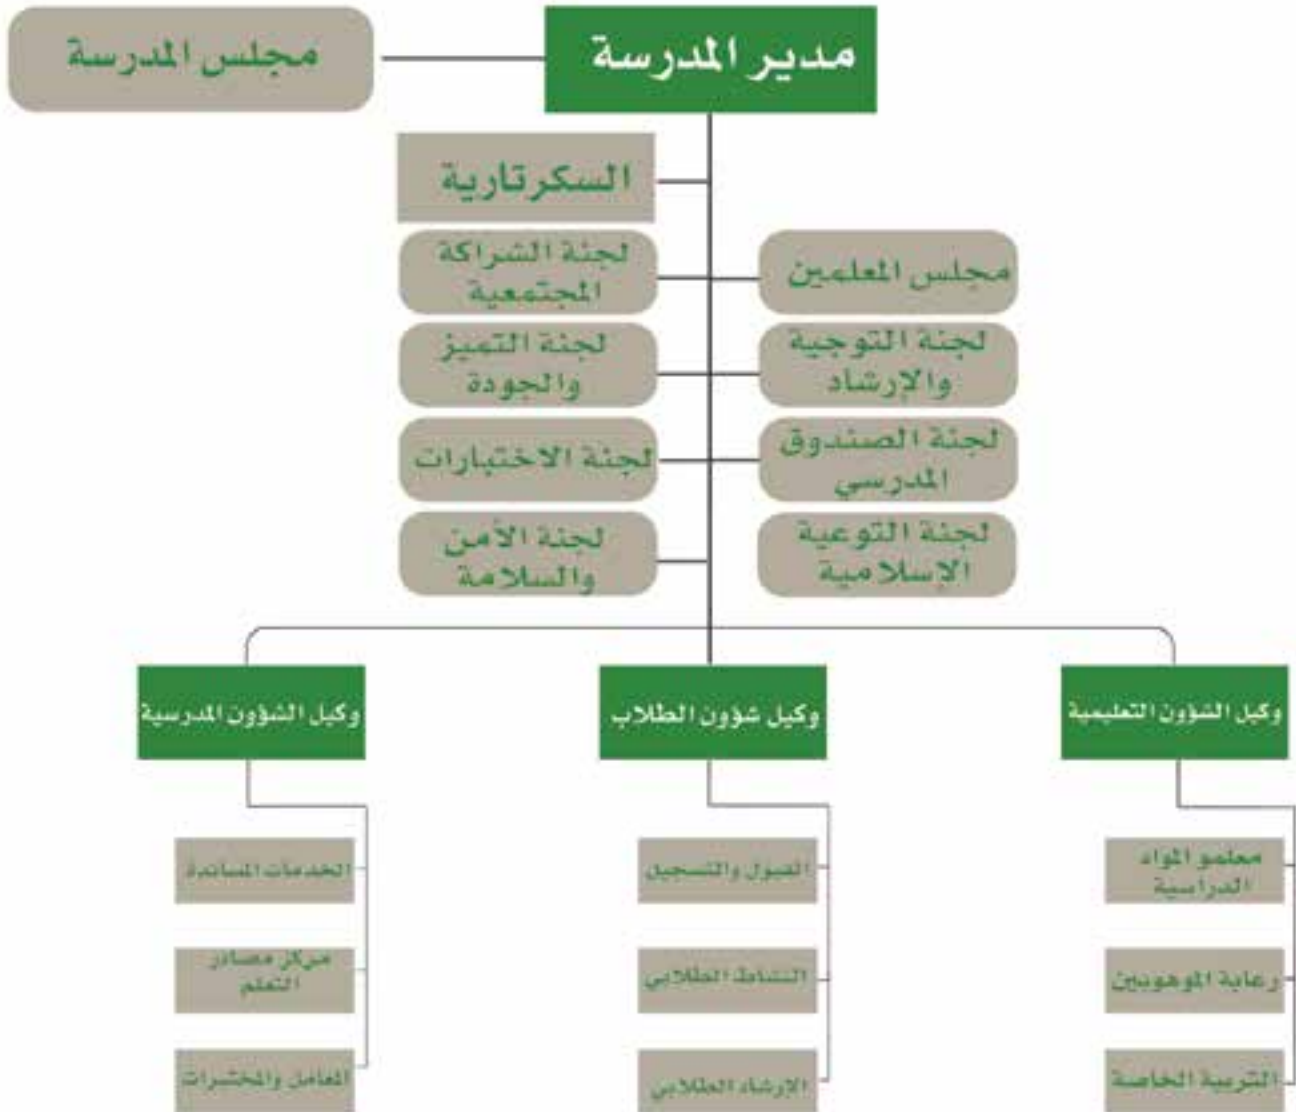 مدير المدرسة
مجلس المدرسة
السكرتارية
مجلس المعلمين
لجنة الشراكة
المجتمعية
لجنة التوجية
والإرشاد
لجنة التميز
والجودة
لجنة الصندوق
المدرسي
لجنة الاختبارات
لجنة التوعية
الإسلامية
لجنة الأمن
والسلامة
وكيل الشؤون التعليمية
وكيل شؤون الطلاب
وكيل الشؤون المدرسية
معلمو المواد
الدراسية
القبول والتسجيل
الخدمات المساندة
رعاية الموهوبين
النشاط الطلابي
مركز مصادر
التعلم
التربية الخاصة
الإرشاد الطلابي
المعامل والمختبرات